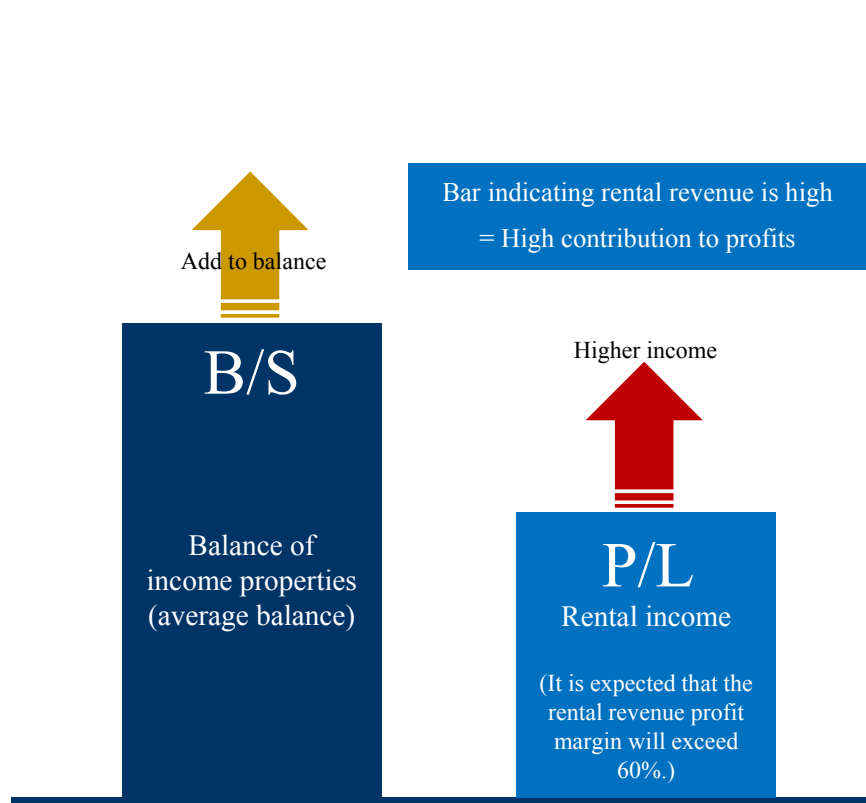 Bar indicating rental revenue is high
= High contribution to profits
Add to balance
Higher income
B/S
Balance of
income properties
(average balance)
P/L
Rental income
(It is expected that the
rental revenue profit
margin will exceed
60%.)